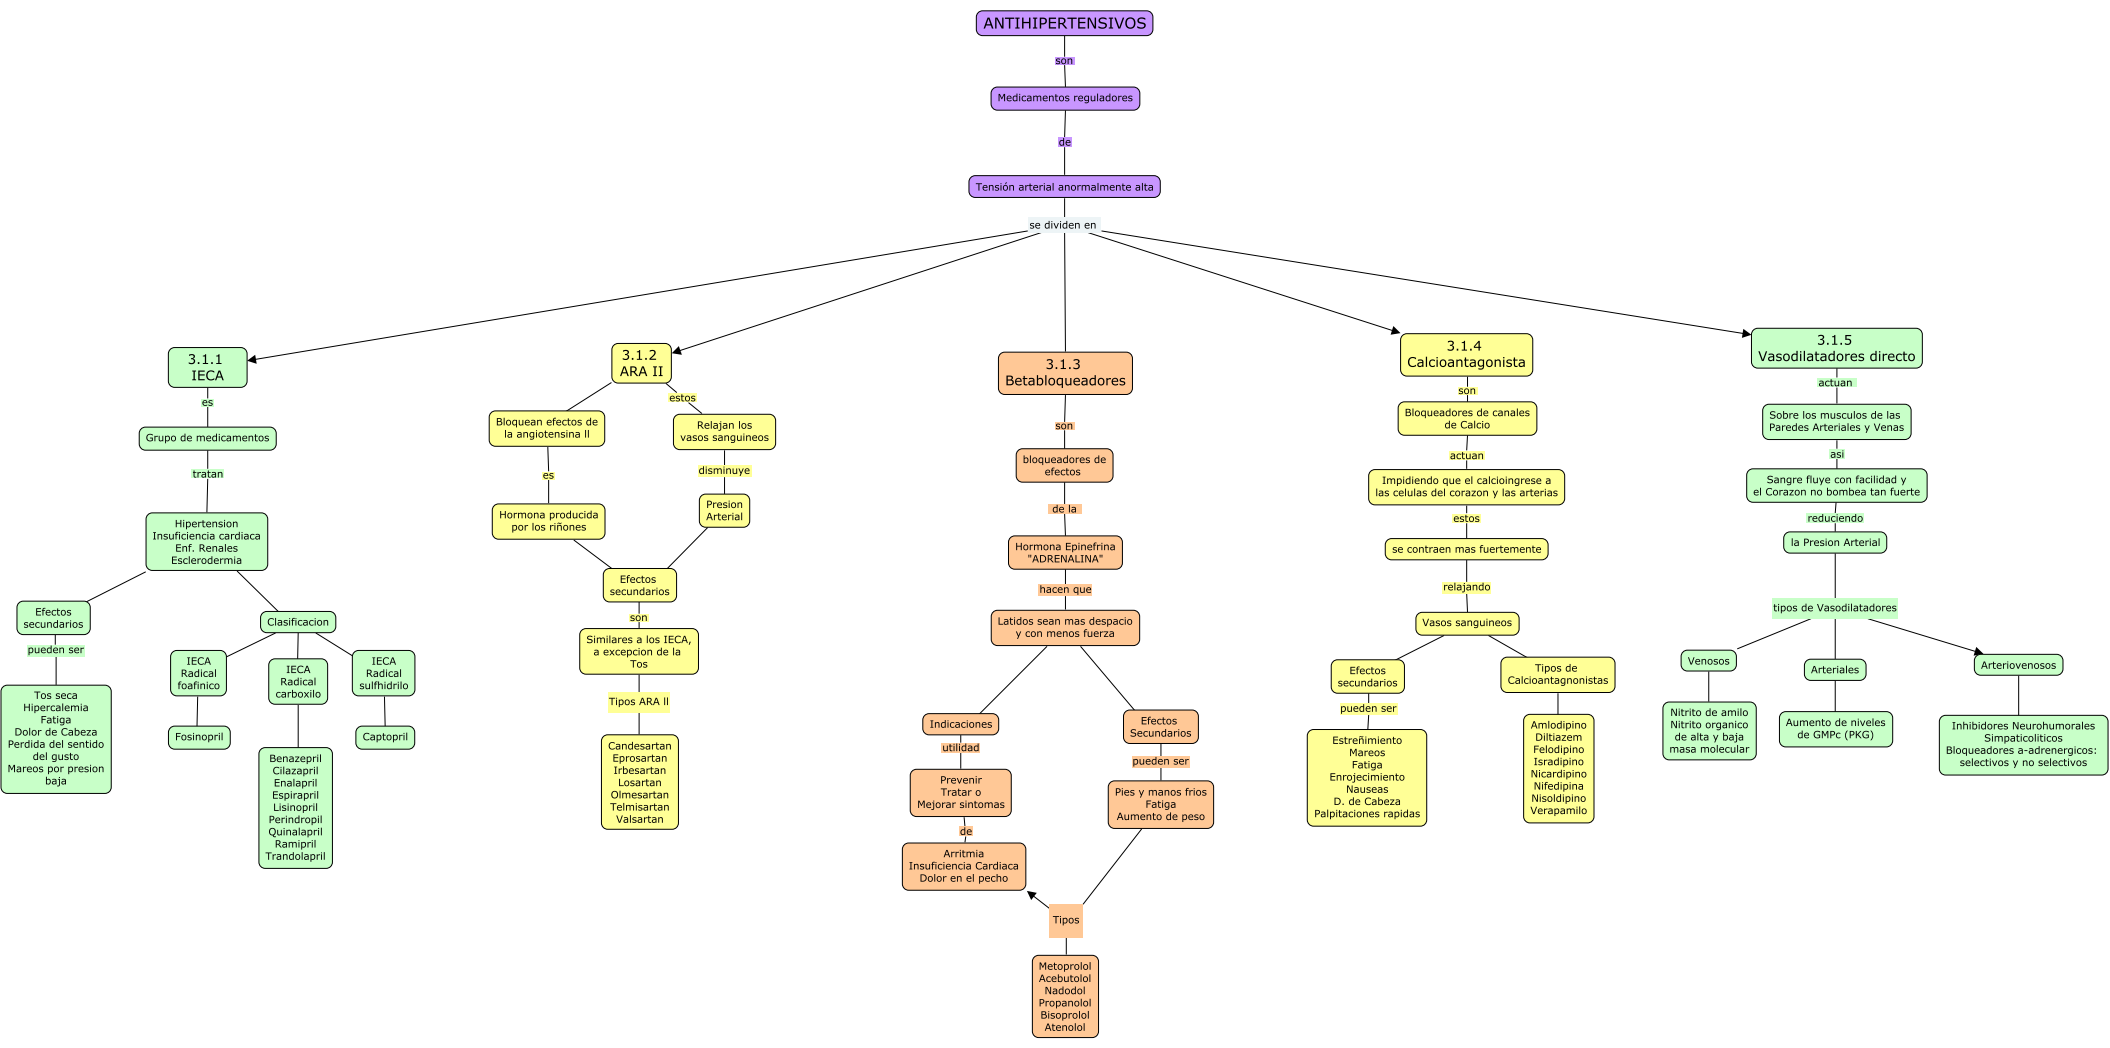 ANTIHIPERTENSIVOS
son
Medicamentos reguladores
de
Tensión arterial anormalmente alta
se dividen en
3.1.1
IECA
es
Grupo de medicamentos
tratan
Hipertension
Insuficiencia cardiaca
Enf. Renales
Esclerodermia
Efectos
secundarios
pueden ser
Tos seca
Hipercalemia
Fatiga
Dolor de Cabeza
Perdida del sentido
del gusto
Mareos por presion
baja
Clasificacion
IECA
Radical
foafinico
Fosinopril
IECA
Radical
carboxilo
Benazepril
Cilazapril
Enalapril
Espirapril
Lisinopril
Perindropil
Quinalapril
Ramipril
Trandolapril
IECA
Radical
sulfhidrilo
Captopril
3.1.2
ARA II
Bloquean efectos de
la angiotensina ll
es
Hormona producida
por los riñones
estos
Relajan los
vasos sanguineos
disminuye
Presion
Arterial
Efectos
secundarios
son
Similares a los IECA,
a excepcion de la
Tos
Tipos ARA ll
Candesartan
Eprosartan
Irbesartan
Losartan
Olmesartan
Telmisartan
Valsartan
3.1.3
Betabloqueadores
son
bloqueadores de
efectos
de la
Hormona Epinefrina
"ADRENALINA"
hacen que
Latidos sean mas despacio
y con menos fuerza
Indicaciones
utilidad
Prevenir
Tratar o
Mejorar sintomas
de
Arritmia
Insuficiencia Cardiaca
Dolor en el pecho
Efectos
Secundarios
pueden ser
Pies y manos frios
Fatiga
Aumento de peso
Tipos
Metoprolol
Acebutolol
Nadodol
Propanolol
Bisoprolol
Atenolol
3.1.4
Calcioantagonista
son
Bloqueadores de canales
de Calcio
actuan
Impidiendo que el calcioingrese a
las celulas del corazon y las arterias
estos
se contraen mas fuertemente
relajando
Vasos sanguineos
Efectos
secundarios
pueden ser
Estreñimiento
Mareos
Fatiga
Enrojecimiento
Nauseas
D. de Cabeza
Palpitaciones rapidas
Tipos de
Calcioantagnonistas
Amlodipino
Diltiazem
Felodipino
Isradipino
Nicardipino
Nifedipina
Nisoldipino
Verapamilo
3.1.5
Vasodilatadores directo
actuan
Sobre los musculos de las
Paredes Arteriales y Venas
asi
Sangre fluye con facilidad y
el Corazon no bombea tan fuerte
reduciendo
la Presion Arterial
tipos de Vasodilatadores
Venosos
Nitrito de amilo
Nitrito organico
de alta y baja
masa molecular
Arteriales
Aumento de niveles
de GMPc (PKG)
Arteriovenosos
Inhibidores Neurohumorales
Simpaticoliticos
Bloqueadores a-adrenergicos:
selectivos y no selectivos